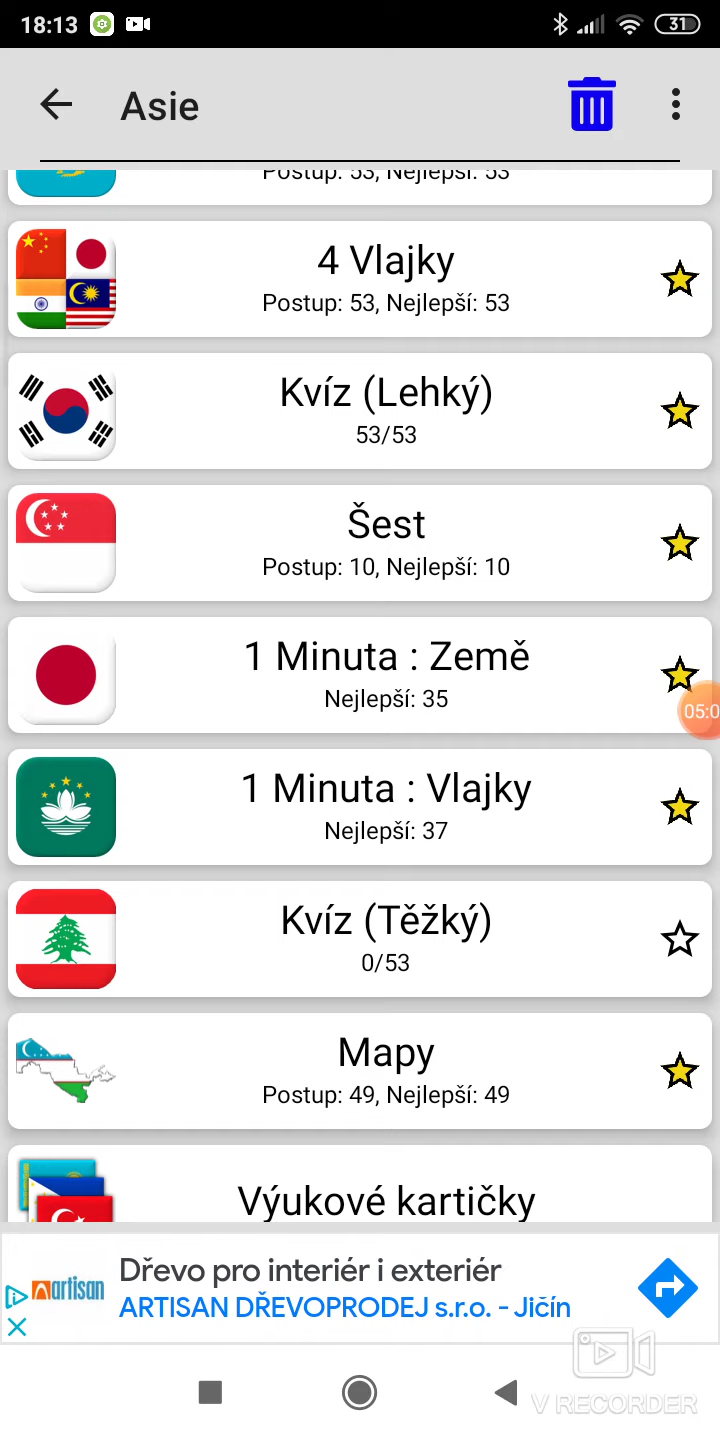 18:13
31
Asie
Postup: 53, Nejlepší: 53
4 Vlajky
Postup: 53, Nejlepší: 53
Kvíz (Lehký)
53/53
Šest
Postup: 10, Nejlepší: 10
1 Minuta : Země
Nejlepší: 35
05:0
1 Minuta : Vlajky
Nejlepší: 37
Kvíz (Těžký)
0/53
Mapy
Postup: 49, Nejlepší: 49
Výukové kartičky
artisan
Dřevo pro interiér i exteriér
ARTISAN DŘEVOPRODEJ s.r.o. - Jičín
V RECORDER